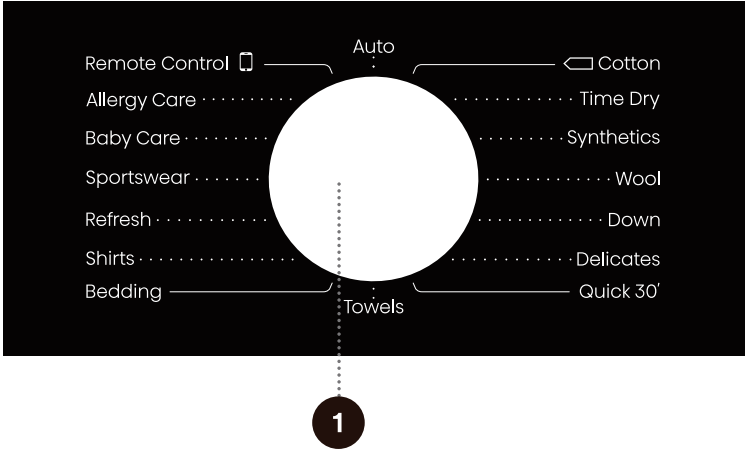 Auto
Remote Control
Cotton
Allergy Care
Time Dry
Baby Care
Synthetics
Sportswear
Wool
Refresh
Down
Shirts
Delicates
Bedding
Quick 30'
Towels
1